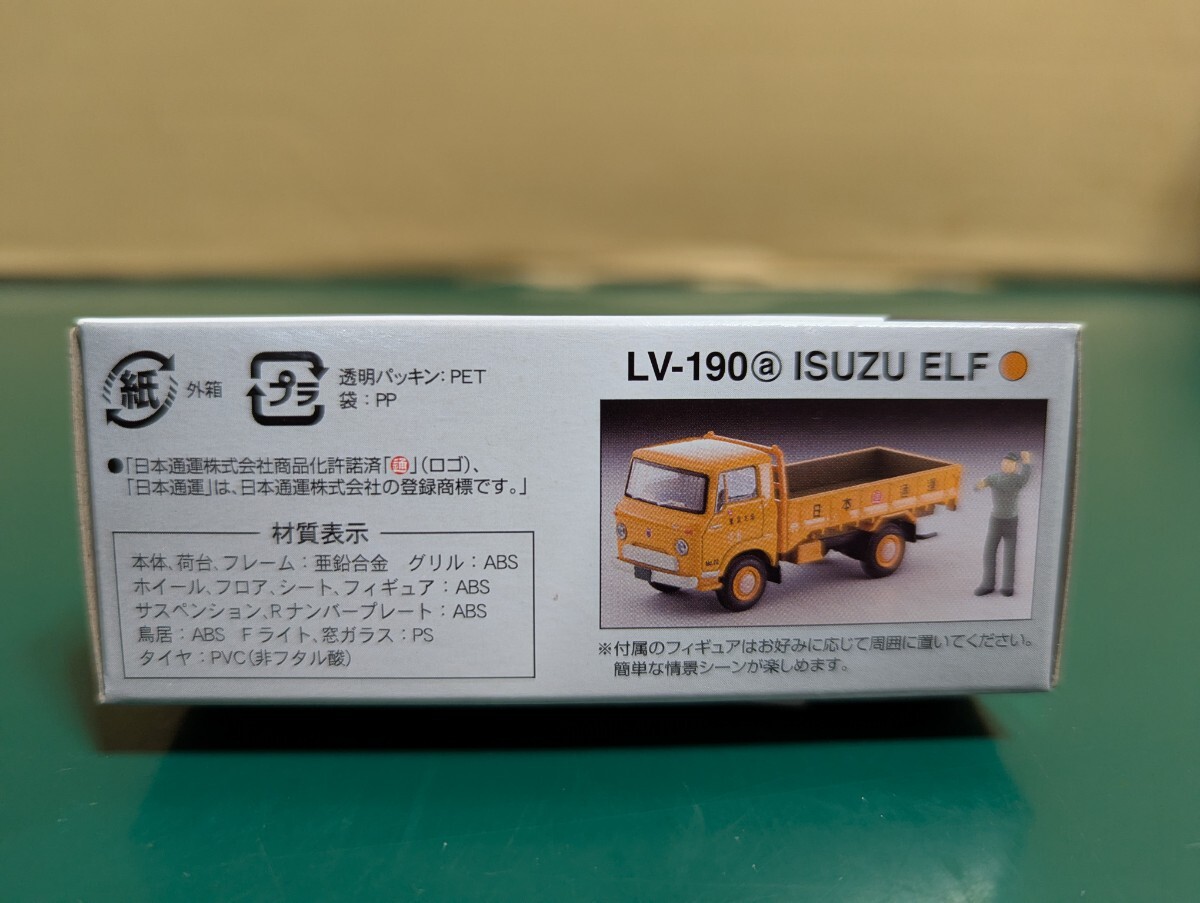 紙 外箱
プラ 透明パッキン：PET
袋：PP
●「日本通運株式会社商品化許諾済「通」（ロゴ）、
「日本通運」は、日本通運株式会社の登録商標です。」
材質表示
本体、荷台、フレーム：亜鉛合金　グリル：ABS
ホイール、フロア、シート、フィギュア：ABS
サスペンション、Rナンバープレート：ABS
鳥居：ABS　Fライト、窓ガラス：PS
タイヤ：PVC（非フタル酸）
LV-190ⓐ ISUZU ELF
日本通通運
※付属のフィギュアはお好みに応じて周囲に置いてください。
簡単な情景シーンが楽しめます。